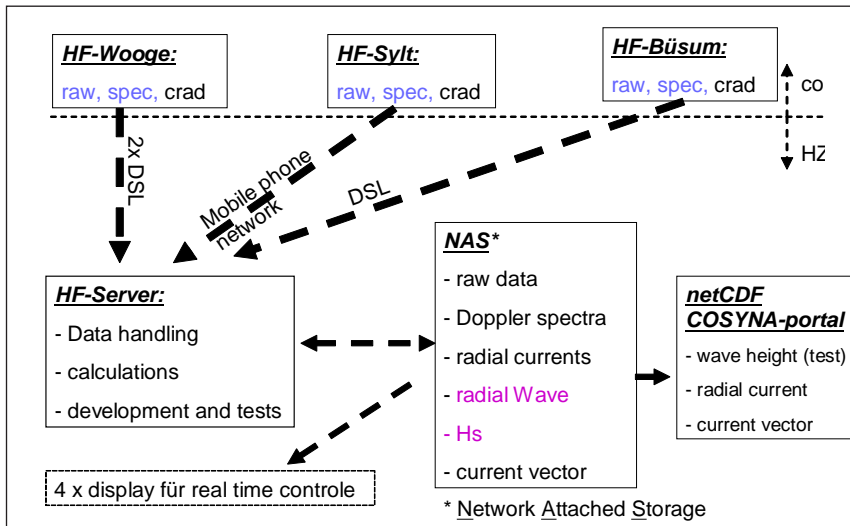 HF-Wooge:
raw, spec, crad
HF-Sylt:
raw, spec, crad
HF-Büsum:
raw, spec, crad
co
HZ
2x DSL
Mobile phone
network
DSL
HF-Server:
- Data handling
- calculations
- development and tests
NAS*
- raw data
- Doppler spectra
- radial currents
- radial Wave
- Hs
- current vector
netCDF
COSYNA-portal
- wave height (test)
- radial current
- current vector
4 x display für real time controle
* Network Attached Storage